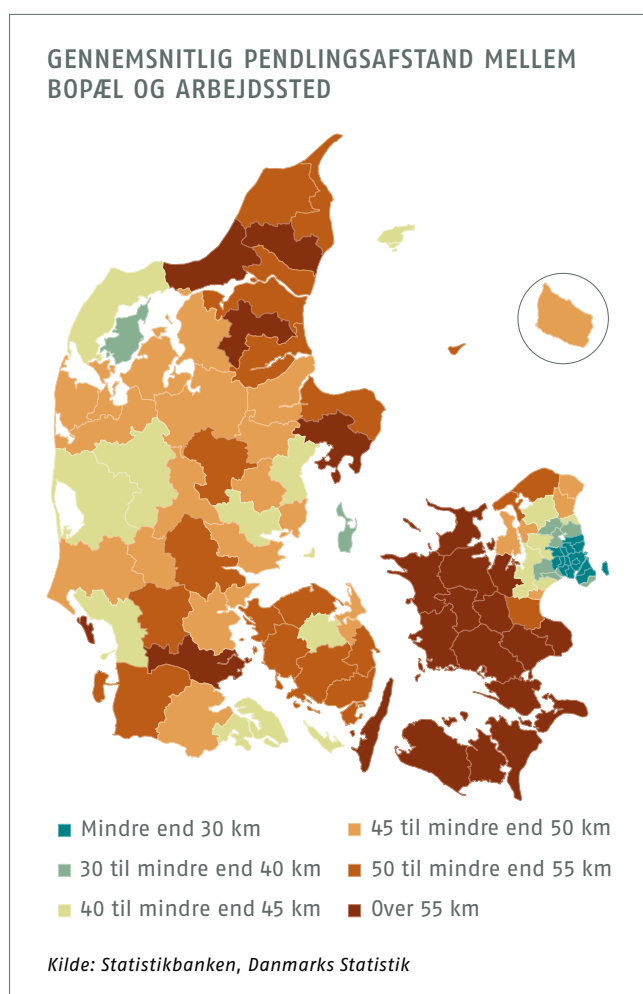 GENNEMSNITLIG PENDLINGSAFSTAND MELLEM
BOPÆL OG ARBEJDSSTED
Mindre end 30 km
30 til mindre end 40 km
40 til mindre end 45 km
45 til mindre end 50 km
50 til mindre end 55 km
Over 55 km
Kilde: Statistikbanken, Danmarks Statistik